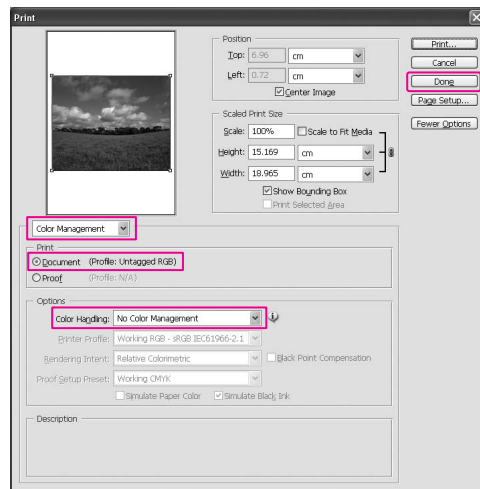 Print
Position
Top: 6.96 cm
Left: 0.72 cm
Center Image
Scaled Print Size
Scale: 100% Scale to Fit Media
Height: 15.169 cm
Width: 18.965 cm
Show Bounding Box
Print Selected Area
Print...
Cancel
Done
Page Setup...
Fewer Options
Color Management
Print
Document (Profile: Untagged RGB)
Proof (Profile: N/A)
Options
Color Handling: No Color Management
Printer Profile: Working RGB - sRGB IEC61966-2.1
Rendering Intent: Relative Colorimetric Black Point Compensation
Proof Setup Preset: Working CMYK
Simulate Paper Color Simulate Black Ink
Description